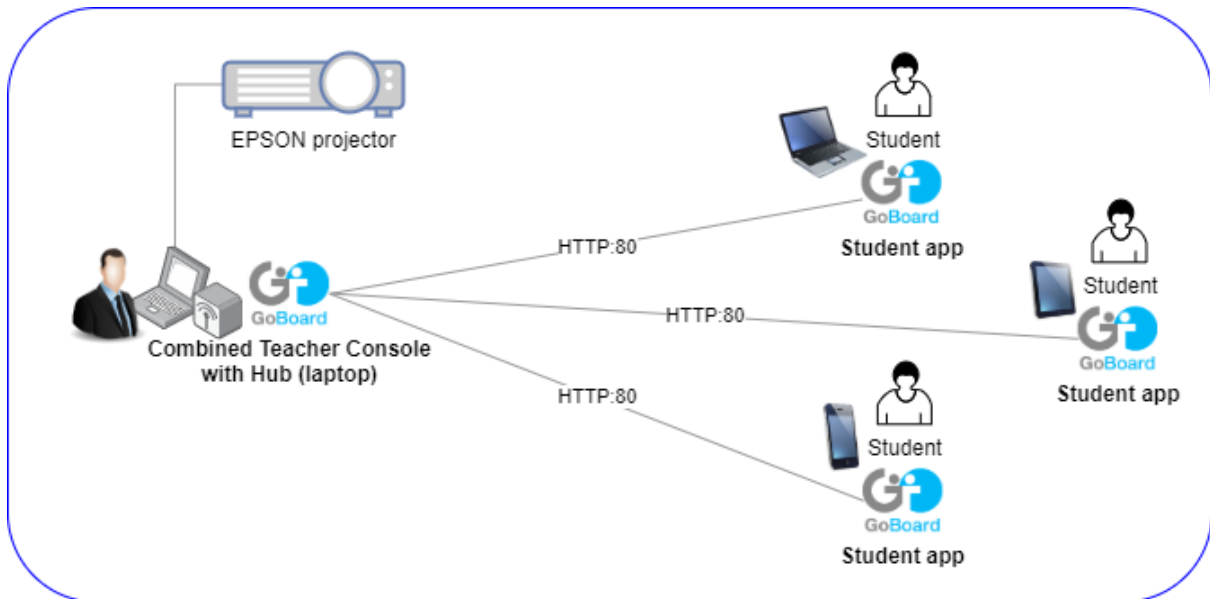 EPSON projector
Student
GoBoard
Student app
HTTP:80
Student
HTTP:80
GoBoard
Student app
GoBoard
Combined Teacher Console
with Hub (laptop)
HTTP:80
Student
GoBoard
Student app